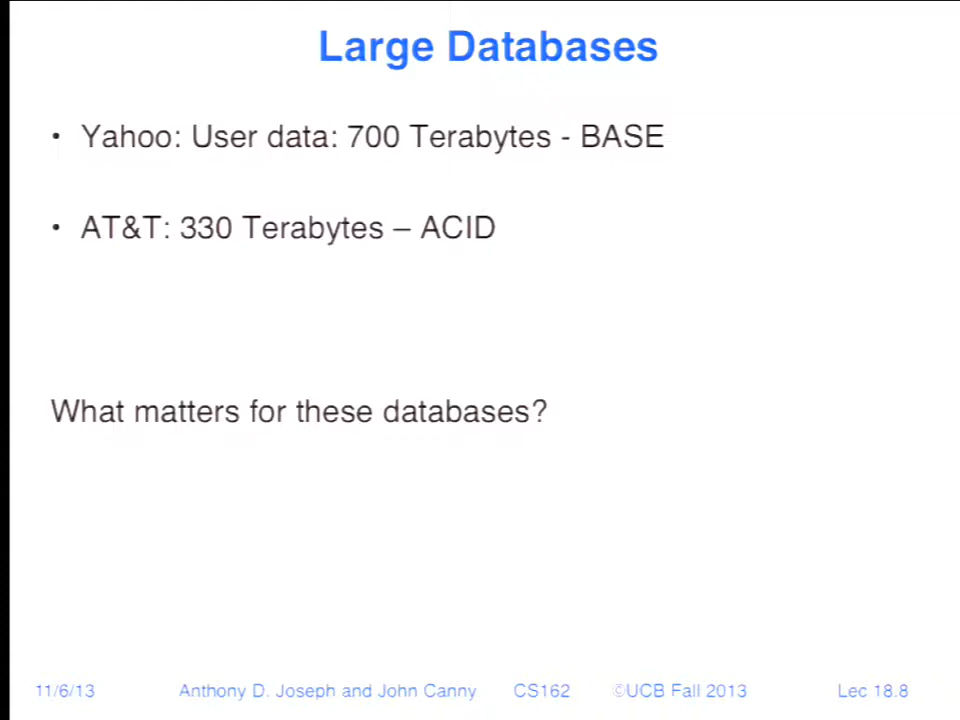 Large Databases
• Yahoo: User data: 700 Terabytes - BASE
• AT&T: 330 Terabytes – ACID
What matters for these databases?
11/6/13 Anthony D. Joseph and John Canny CS162 ©UCB Fall 2013 Lec 18.8